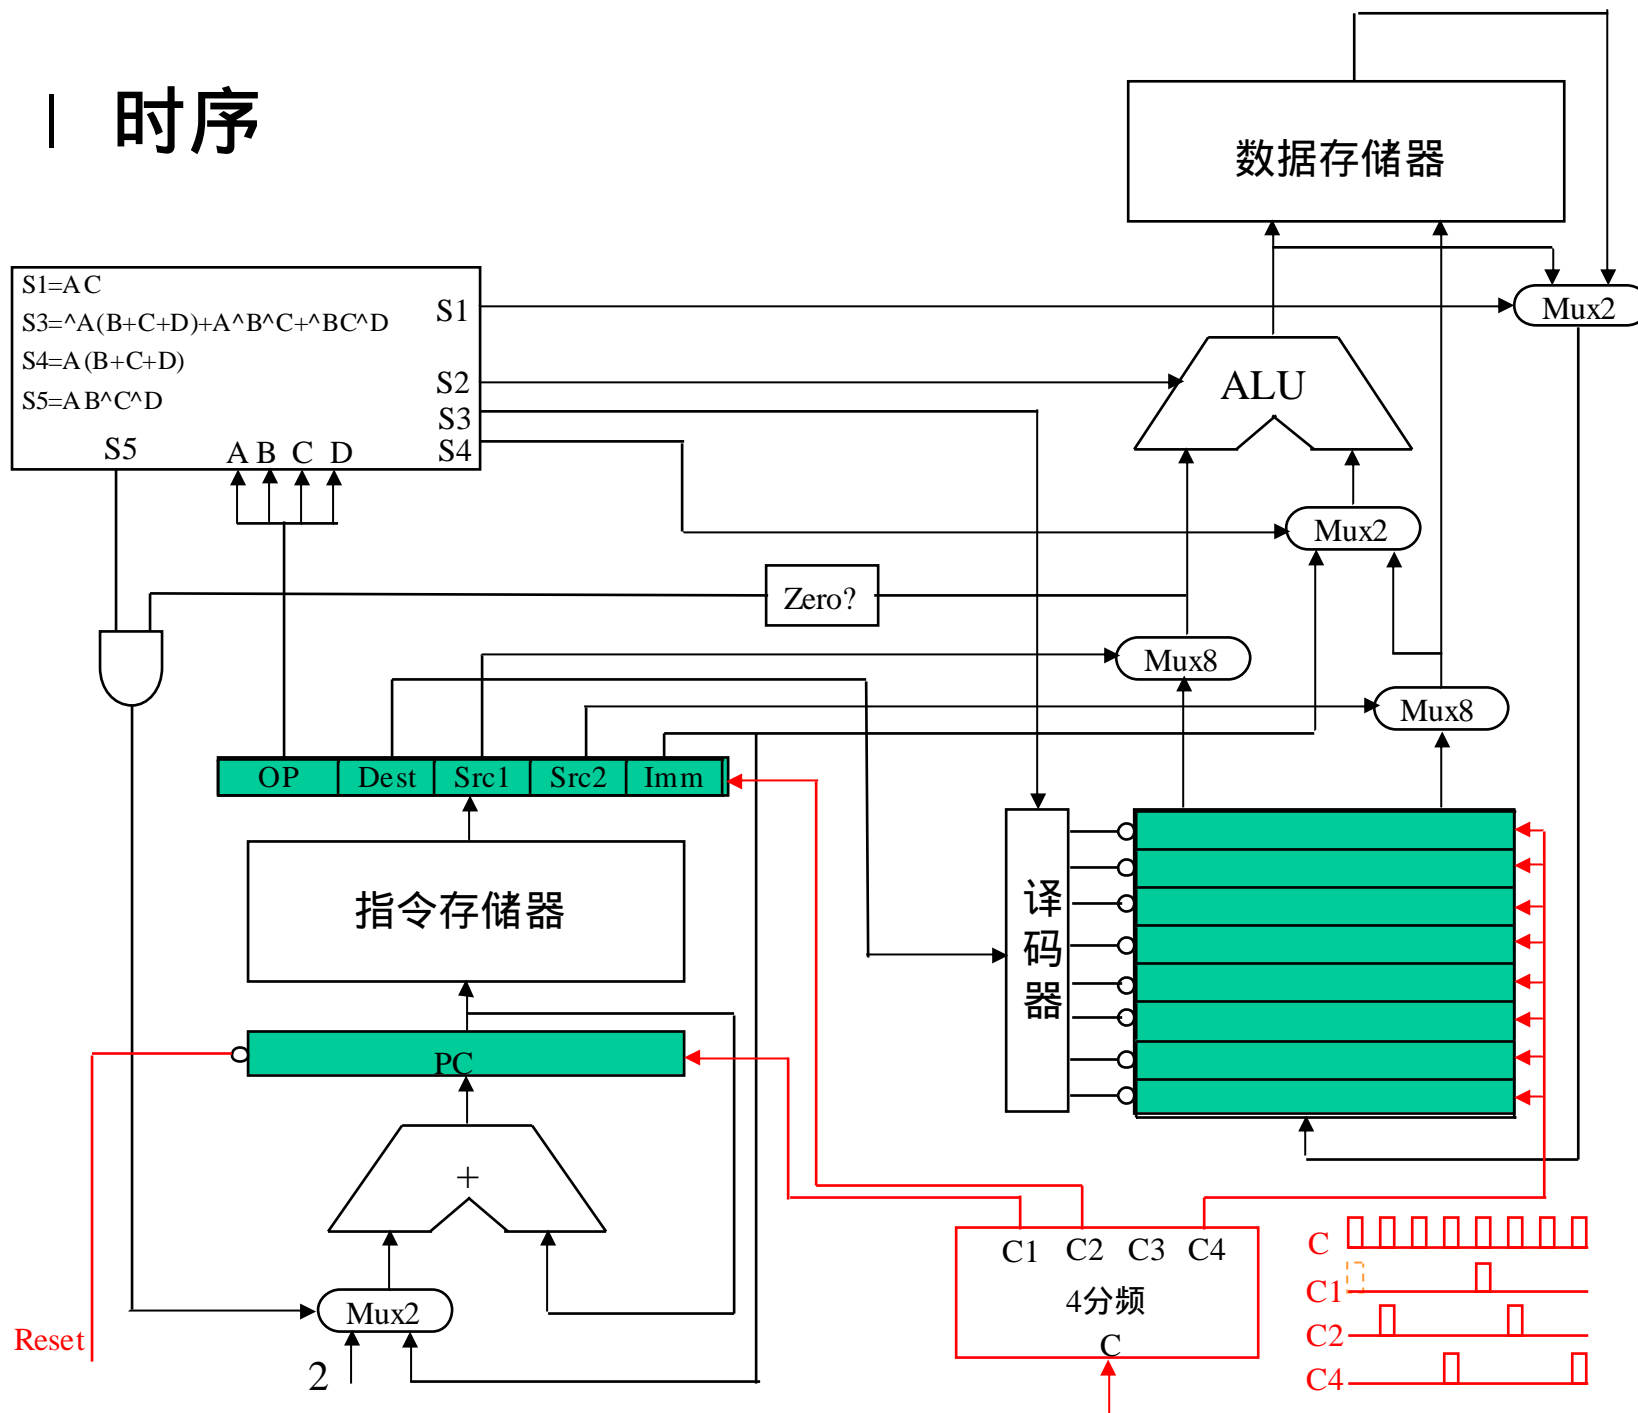 时序
数据存储器
S1=AC
S3=^A(B+C+D)+A^B^C+^BC^D
S4=A(B+C+D)
S5=AB^C^D
S1
S2
S3
S4
S5
A B C D
Mux2
ALU
Mux2
Zero?
Mux8
Mux8
OP Dest Src1 Src2 Imm
指令存储器
译码器
PC
+
Mux2
2
Reset
C1 C2 C3 C4
4分频
C
C
C1
C2
C4